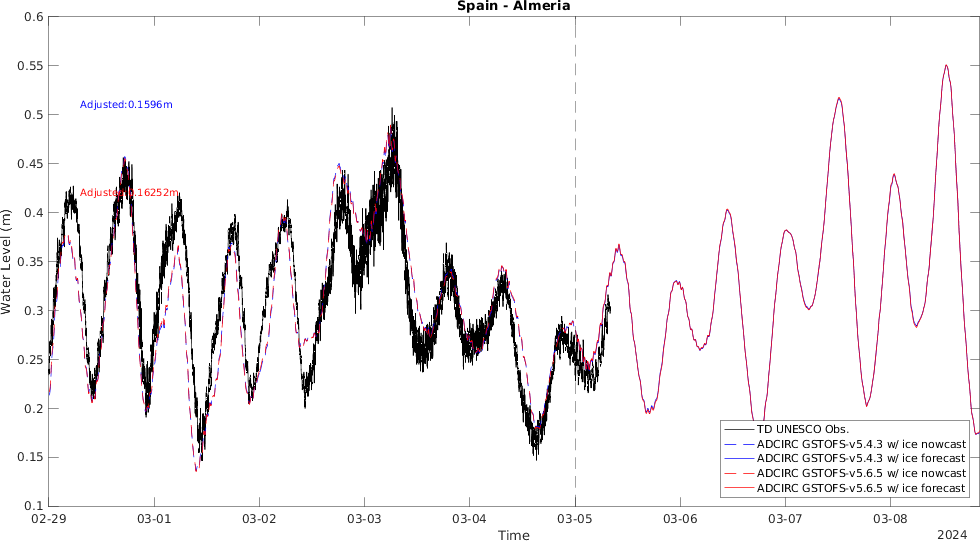 Spain - Almeria
0.6
0.55
0.5
0.45
0.4
0.35
0.3
0.25
0.2
0.15
0.1
Water Level (m)
Adjusted:0.1596m
Adjusted:0.16252m
TD UNESCO Obs.
ADCIRC GSTOFS-v5.4.3 w/ ice nowcast
ADCIRC GSTOFS-v5.4.3 w/ ice forecast
ADCIRC GSTOFS-v5.6.5 w/ ice nowcast
ADCIRC GSTOFS-v5.6.5 w/ ice forecast
02-29 03-01 03-02 03-03 03-04 03-05 03-06 03-07 03-08
Time
2024